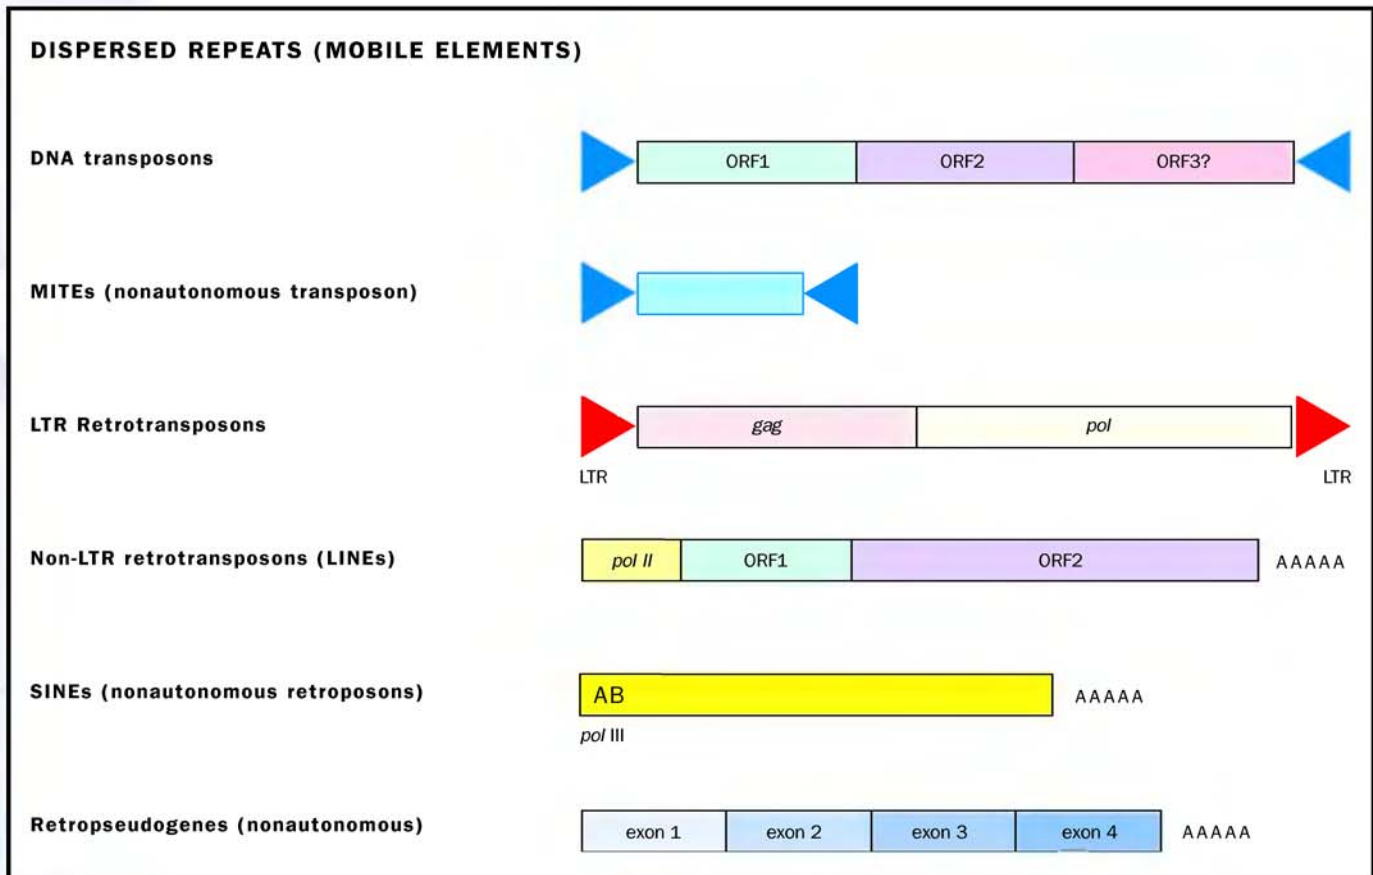 DISPERSED REPEATS (MOBILE ELEMENTS)
DNA transposons
ORF1 ORF2 ORF3?
MITEs (nonautonomous transposon)
LTR Retrotransposons
gag pol
LTR LTR
Non-LTR retrotransposons (LINEs)
pol II ORF1 ORF2 AAAAA
SINEs (nonautonomous retroposons)
AB AAAAA
pol III
Retropseudogenes (nonautonomous)
exon 1 exon 2 exon 3 exon 4 AAAAA